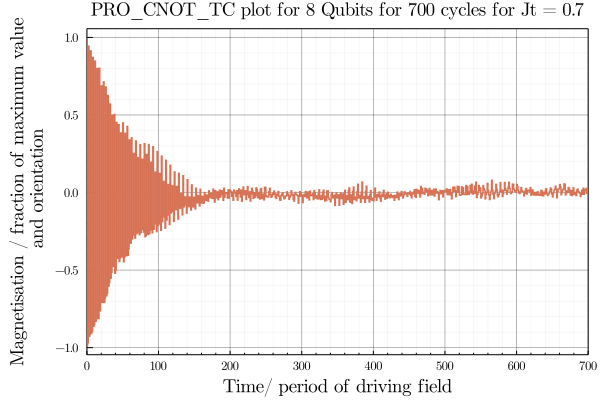 PRO_CNOT_TC plot for 8 Qubits for 700 cycles for Jt = 0.7
Magnetisation / fraction of maximum value
and orientation
1.0
0.5
0.0
−0.5
−1.0
0 100 200 300 400 500 600 700
Time/ period of driving field